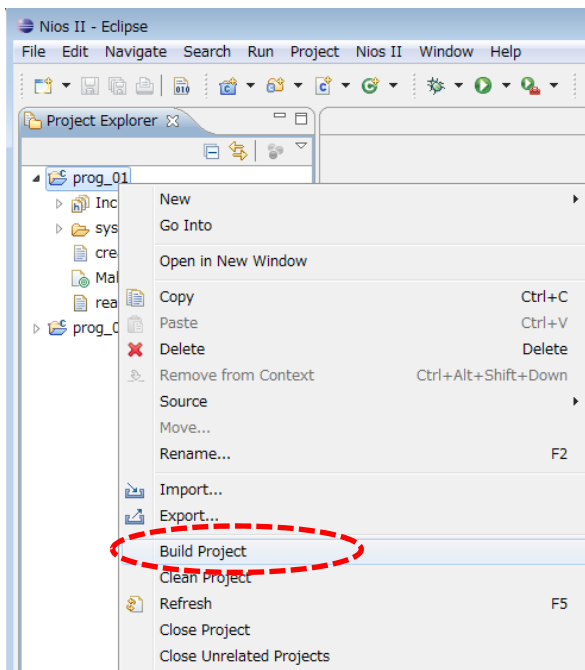 Nios II - Eclipse
File Edit Navigate Search Run Project Nios II Window Help
Project Explorer
prog_01
Inc
sys
cre
Mal
rea
prog_0
New
Go Into
Open in New Window
Copy Ctrl+C
Paste Ctrl+V
Delete Delete
Remove from Context Ctrl+Alt+Shift+Down
Source
Move...
Rename... F2
Import...
Export...
Build Project
Clean Project
Refresh F5
Close Project
Close Unrelated Projects